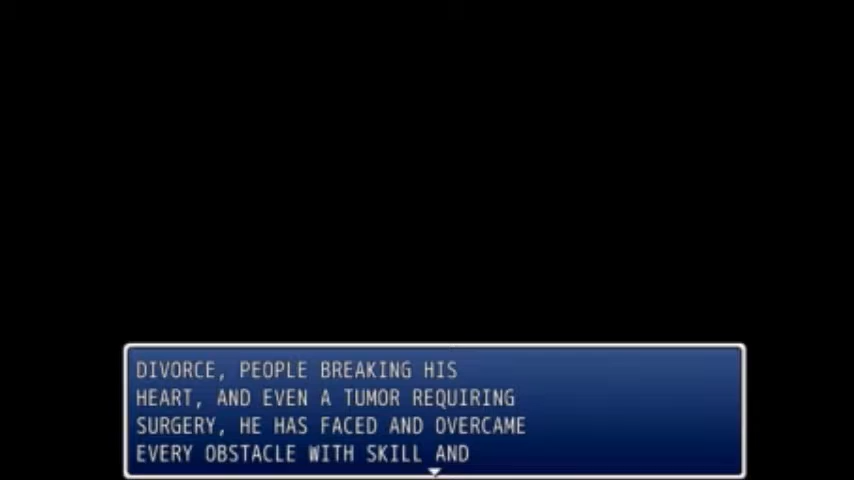 DIVORCE, PEOPLE BREAKING HIS
HEART, AND EVEN A TUMOR REQUIRING
SURGERY, HE HAS FACED AND OVERCAME
EVERY OBSTACLE WITH SKILL AND